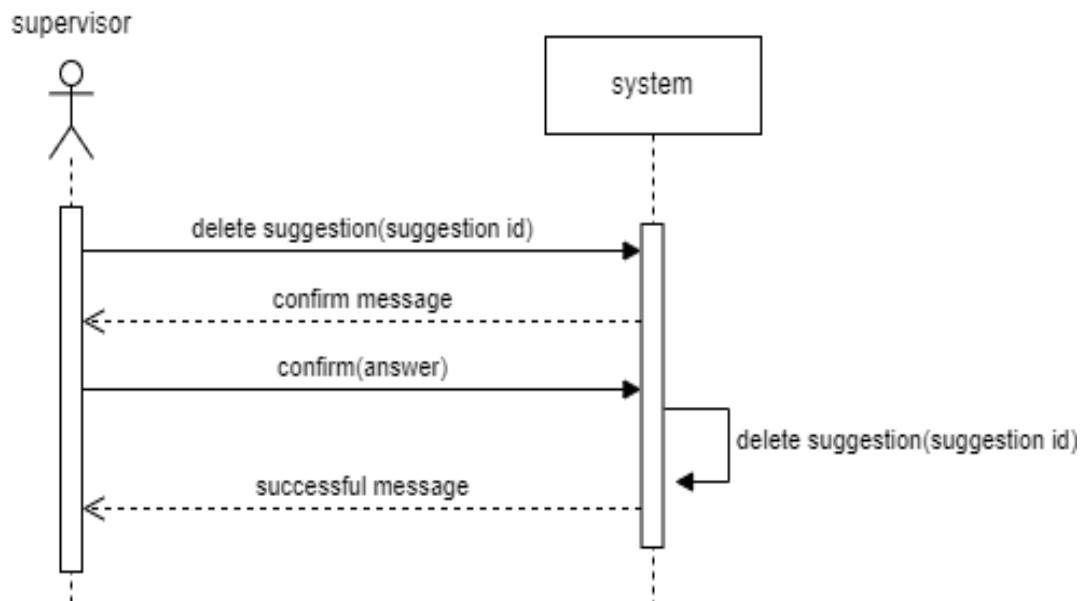 supervisor
system
delete suggestion(suggestion id)
confirm message
confirm(answer)
delete suggestion(suggestion id)
successful message